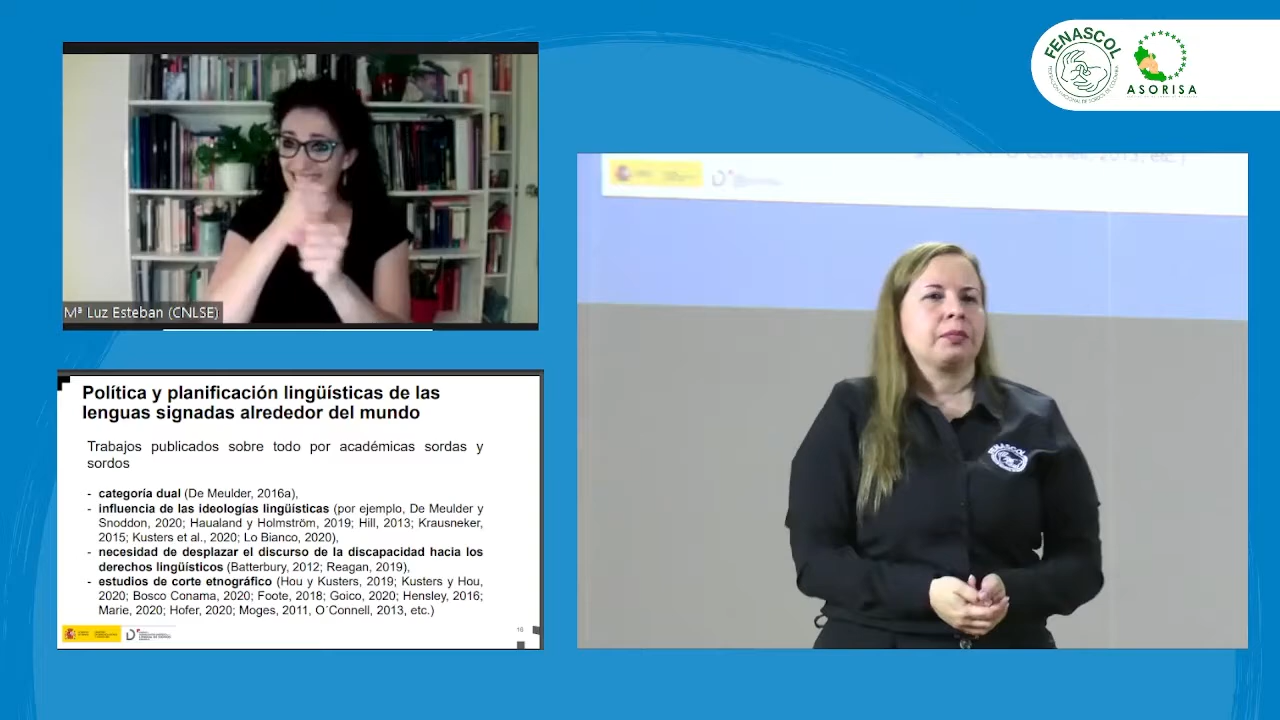 FENASCOL
ASORISA
Mª Luz Esteban (CNLSE)
Política y planificación lingüísticas de las
lenguas signadas alrededor del mundo
Trabajos publicados sobre todo por académicas sordas y
sordos
- categoría dual (De Meulder, 2016a),
- influencia de las ideologías lingüísticas (por ejemplo, De Meulder y
Snoddon, 2020; Haualand y Holmström, 2019; Hill, 2013; Krausneker,
2015; Kusters et al., 2020; Lo Bianco, 2020),
- necesidad de desplazar el discurso de la discapacidad hacia los
derechos lingüísticos (Batterbury, 2012; Reagan, 2019),
- estudios de corte etnográfico (Hou y Kusters, 2019; Kusters y Hou,
2020; Bosco Conama, 2020; Foote, 2018; Goico, 2020; Hensley, 2016;
Marie, 2020; Hofer, 2020; Moges, 2011, O´Connell, 2013, etc.)
16
FENASCOL